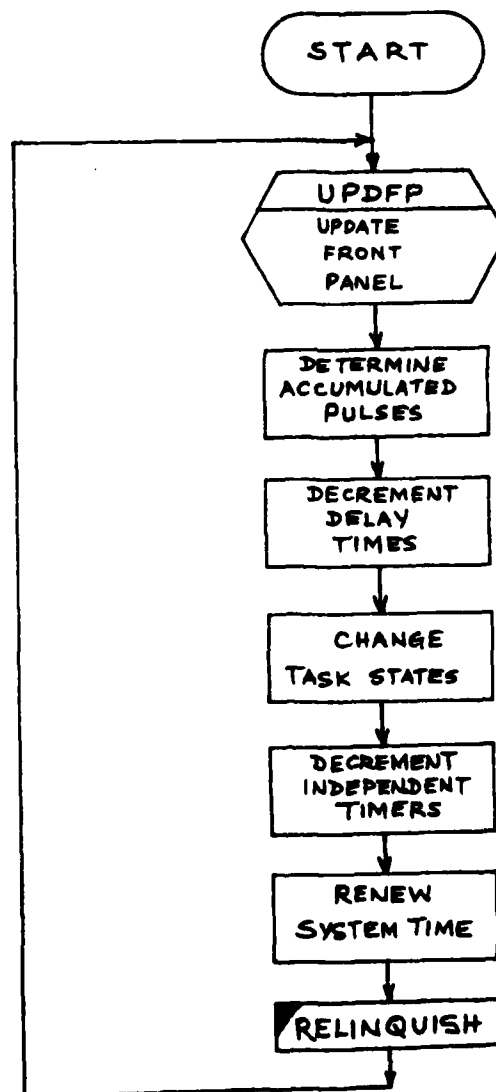 START
UPDFP
UPDATE
FRONT
PANEL
DETERMINE
ACCUMULATED
PULSES
DECREMENT
DELAY
TIMES
CHANGE
TASK STATES
DECREMENT
INDEPENDENT
TIMERS
RENEW
SYSTEM TIME
RELINQUISH